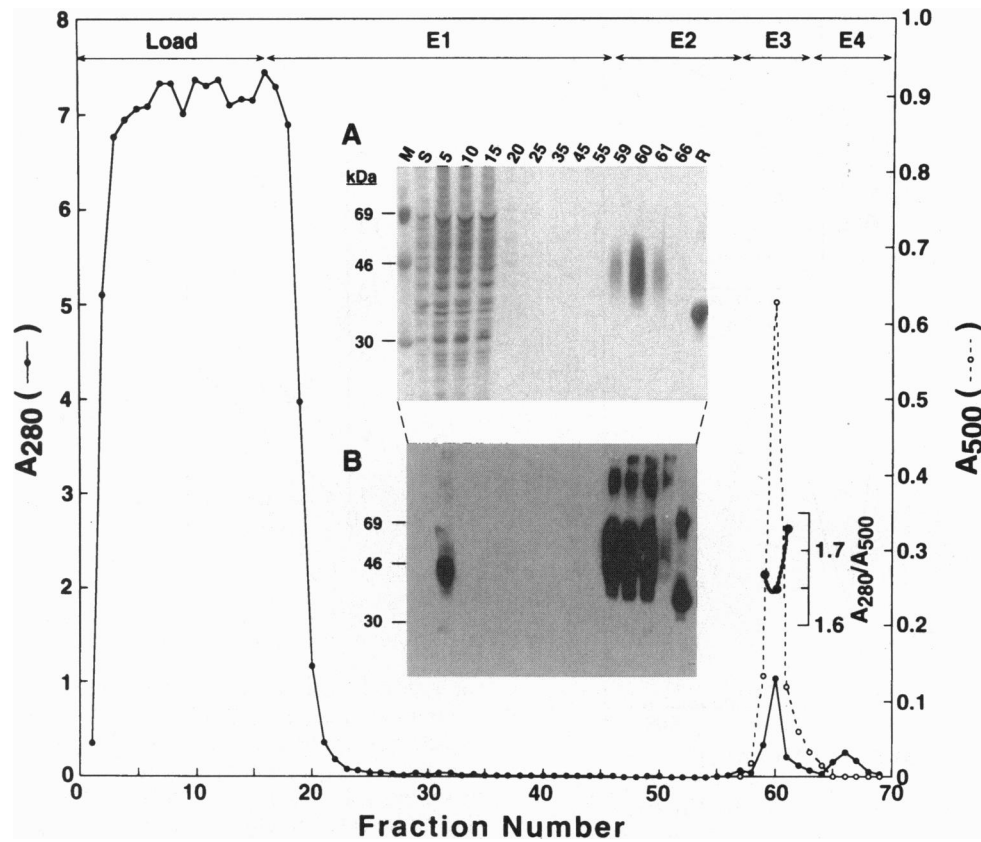 Load E1 E2 E3 E4
8 7 6 5 4 3 2 1 0
A280 (—)
A
M S 5 10 15 20 25 35 45 55 59 60 61 66 R
kDa
69
46
30
B
69
46
30
1.7
1.6
A280/A500
1.0 0.9 0.8 0.7 0.6 0.5 0.4 0.3 0.2 0.1 0
A500 (---)
0 10 20 30 40 50 60 70
Fraction Number